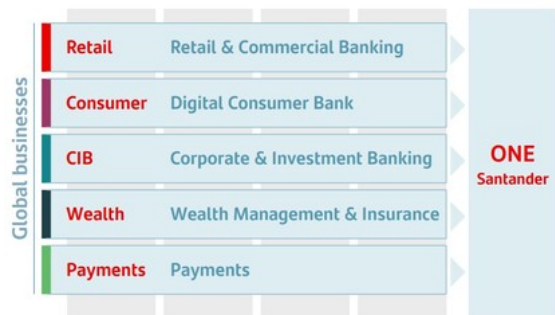 Global businesses
Retail Retail & Commercial Banking
Consumer Digital Consumer Bank
CIB Corporate & Investment Banking
Wealth Wealth Management & Insurance
Payments Payments
ONE
Santander